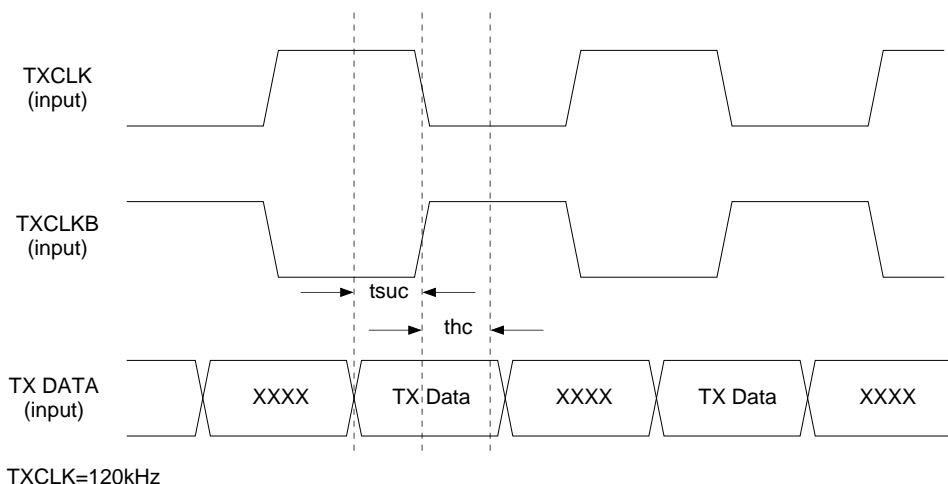 TXCLK
(input)
TXCLKB
(input)
tsuc
thc
TX DATA
(input)
XXXX
TX Data
XXXX
TX Data
XXXX
TXCLK=120kHz